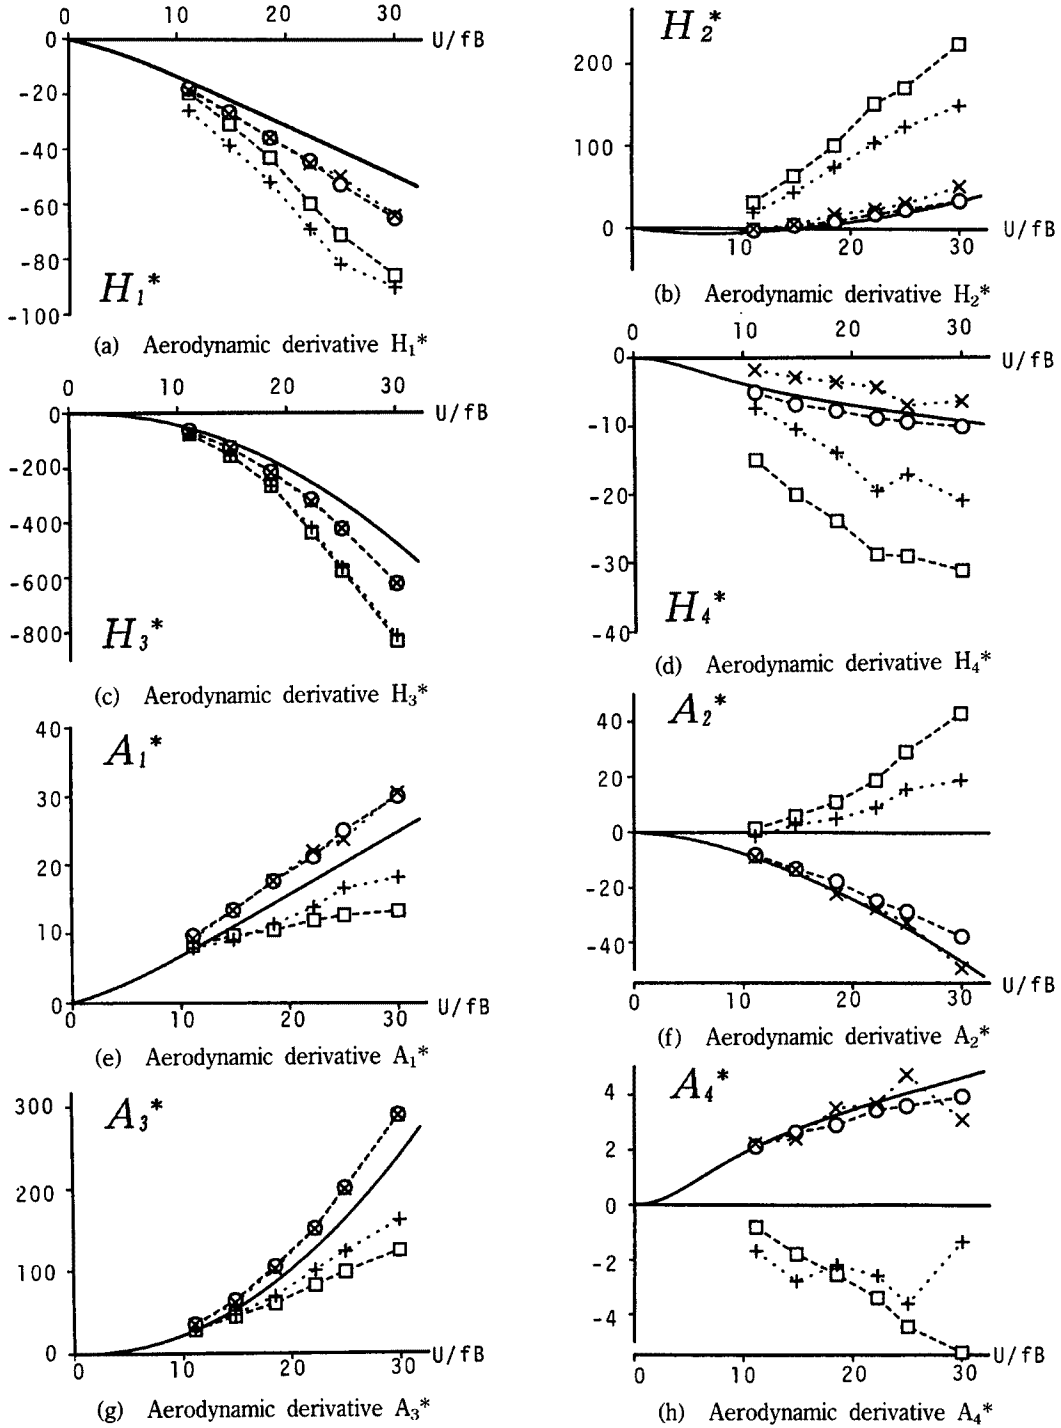 0 10 20 30
U/fB
0
-20
-40
-60
-80
-100
H1*
(a) Aerodynamic derivative H1*
H2*
200
100
0
10 20 30
U/fB
(b) Aerodynamic derivative H2*
0 10 20 30
U/fB
0
-200
-400
-600
-800
H3*
(c) Aerodynamic derivative H3*
0 10 20 30
U/fB
0
-10
-20
-30
-40
H4*
(d) Aerodynamic derivative H4*
A1*
40
30
20
10
0
0 10 20 30
U/fB
(e) Aerodynamic derivative A1*
A2*
40
20
0
-20
-40
0 10 20 30
U/fB
(f) Aerodynamic derivative A2*
A3*
300
200
100
0
0 10 20 30
U/fB
(g) Aerodynamic derivative A3*
A4*
4
2
0
-2
-4
0 10 20 30
U/fB
(h) Aerodynamic derivative A4*